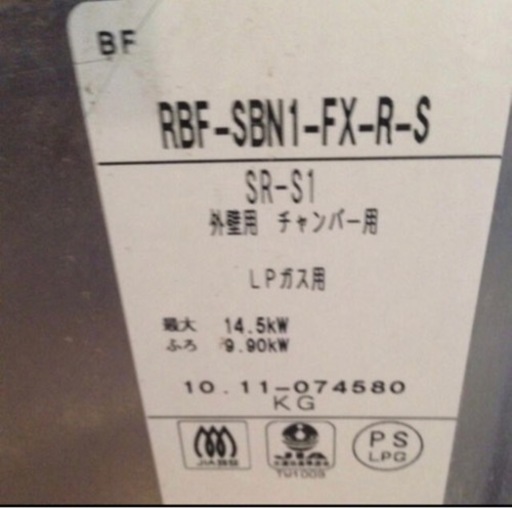 BF
RBF-SBN1-FX-R-S
SR-S1
外壁用 チャンバー用
LPガス用
最大 14.5kW
ふろ 9.90kW
10.11-074580
KG
JIA
PS
LPG